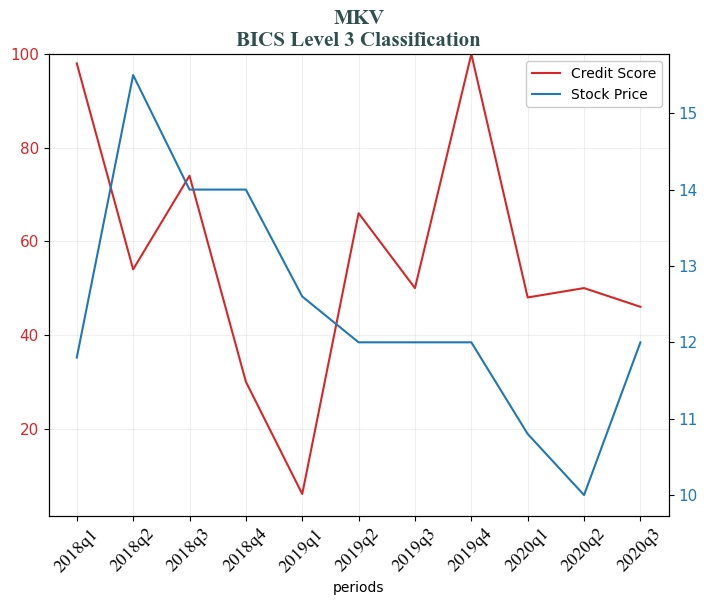 MKV
BICS Level 3 Classification
Credit Score
Stock Price
100
80
60
40
20
15
14
13
12
11
10
2018q1
2018q2
2018q3
2018q4
2019q1
2019q2
2019q3
2019q4
2020q1
2020q2
2020q3
periods